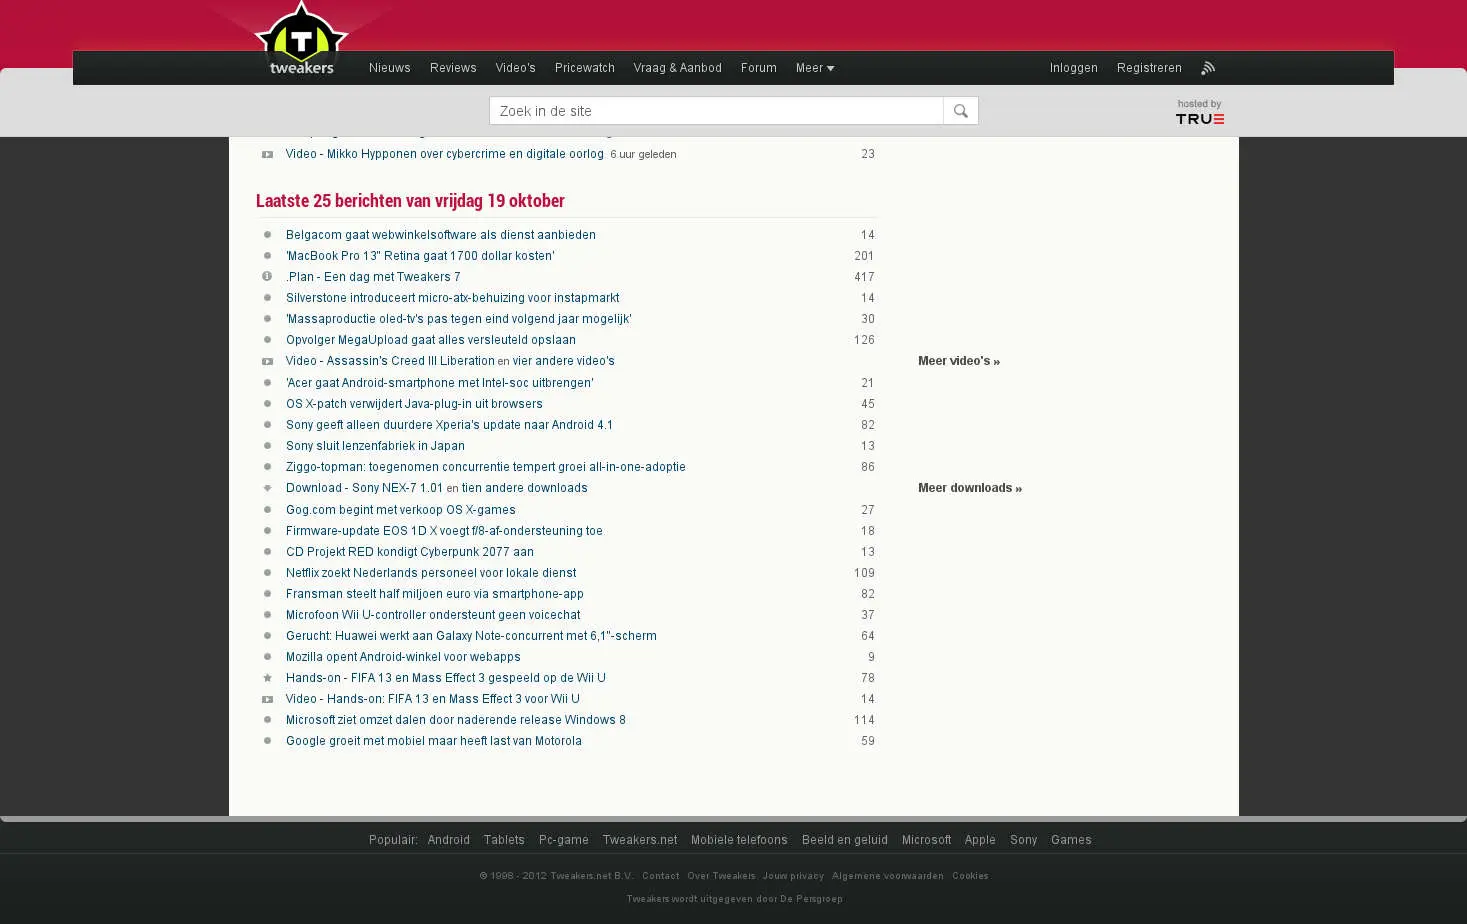 tweakers
Nieuws Reviews Video's Pricewatch Vraag & Aanbod Forum Meer Inloggen Registreren
Zoek in de site
hosted by
TRUE
Video - Mikko Hypponen over cybercrime en digitale oorlog 6 uur geleden 23
Laatste 25 berichten van vrijdag 19 oktober
Belgacom gaat webwinkelsoftware als dienst aanbieden 14
'MacBook Pro 13" Retina gaat 1700 dollar kosten' 201
.Plan - Een dag met Tweakers 7 417
Silverstone introduceert micro-atx-behuizing voor instapmarkt 14
'Massaproductie oled-tv's pas tegen eind volgend jaar mogelijk' 30
Opvolger MegaUpload gaat alles versleuteld opslaan 126
Video - Assassin's Creed III Liberation en vier andere video's Meer video's »
'Acer gaat Android-smartphone met Intel-soc uitbrengen' 21
OS X-patch verwijdert Java-plug-in uit browsers 45
Sony geeft alleen duurdere Xperia's update naar Android 4.1 82
Sony sluit lenzenfabriek in Japan 13
Ziggo-topman: toegenomen concurrentie tempert groei all-in-one-adoptie 86
Download - Sony NEX-7 1.01 en tien andere downloads Meer downloads »
Gog.com begint met verkoop OS X-games 27
Firmware-update EOS 1D X voegt f/8-af-ondersteuning toe 18
CD Projekt RED kondigt Cyberpunk 2077 aan 13
Netflix zoekt Nederlands personeel voor lokale dienst 109
Fransman steelt half miljoen euro via smartphone-app 82
Microfoon Wii U-controller ondersteunt geen voicechat 37
Gerucht: Huawei werkt aan Galaxy Note-concurrent met 6,1"-scherm 64
Mozilla opent Android-winkel voor webapps 9
Hands-on - FIFA 13 en Mass Effect 3 gespeeld op de Wii U 78
Video - Hands-on: FIFA 13 en Mass Effect 3 voor Wii U 14
Microsoft ziet omzet dalen door naderende release Windows 8 114
Google groeit met mobiel maar heeft last van Motorola 59
Populair: Android Tablets Pc-game Tweakers.net Mobiele telefoons Beeld en geluid Microsoft Apple Sony Games
© 1998 - 2012 Tweakers.net B.V. Contact Over Tweakers Jouw privacy Algemene voorwaarden Cookies
Tweakers wordt uitgegeven door De Persgroep